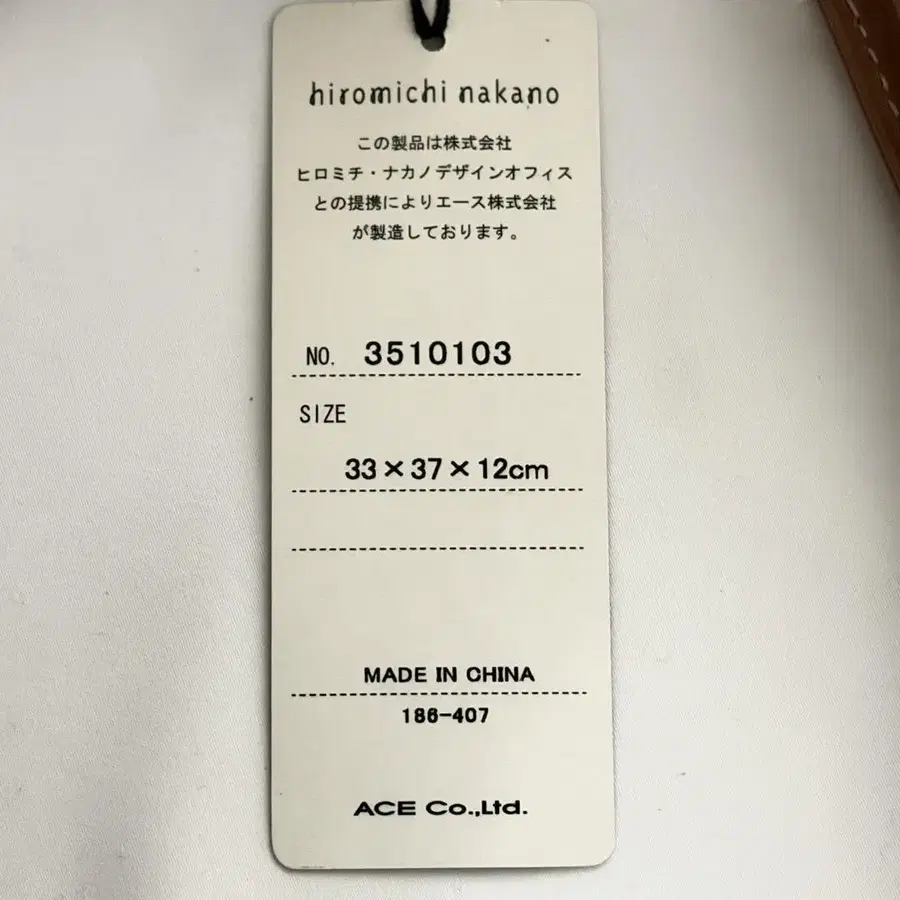 hiromichi nakano
この製品は株式会社
ヒロミチ・ナカノデザインオフィス
との提携によりエース株式会社
が製造しております。
NO. 3510103
SIZE
33×37×12cm
MADE IN CHINA
186-407
ACE Co.,Ltd.